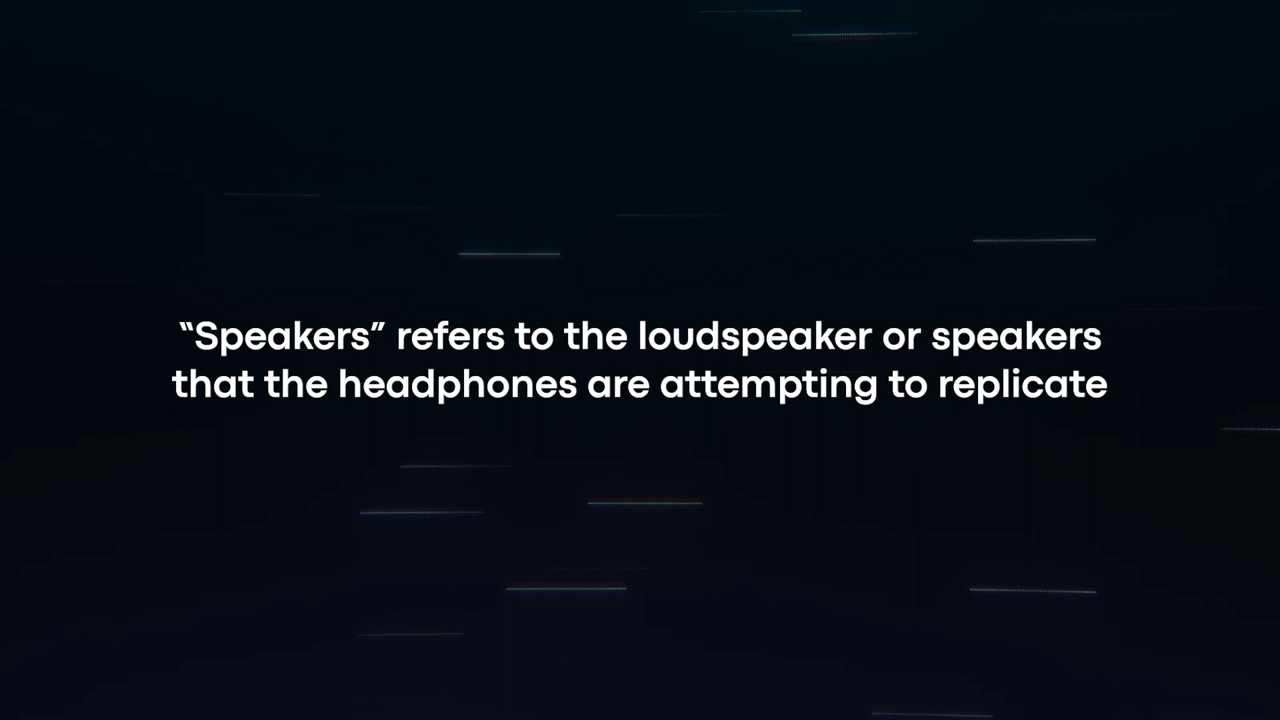 “Speakers” refers to the loudspeaker or speakers
that the headphones are attempting to replicate